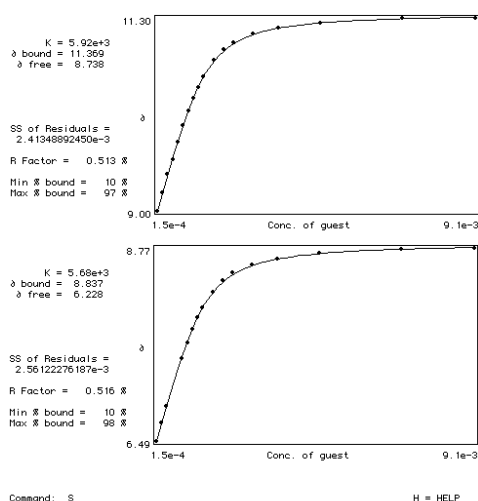 11.30
K = 5.92e+3
∂ bound = 11.369
∂ free = 8.738
∂
SS of Residuals =
2.41348892450e-3
R Factor = 0.513 %
Min % bound = 10 %
Max % bound = 97 %
9.00
1.5e-4 Conc. of guest 9.1e-3
8.77
K = 5.68e+3
∂ bound = 8.837
∂ free = 6.228
∂
SS of Residuals =
2.56122276187e-3
R Factor = 0.516 %
Min % bound = 10 %
Max % bound = 98 %
6.49
1.5e-4 Conc. of guest 9.1e-3
Command: S H = HELP